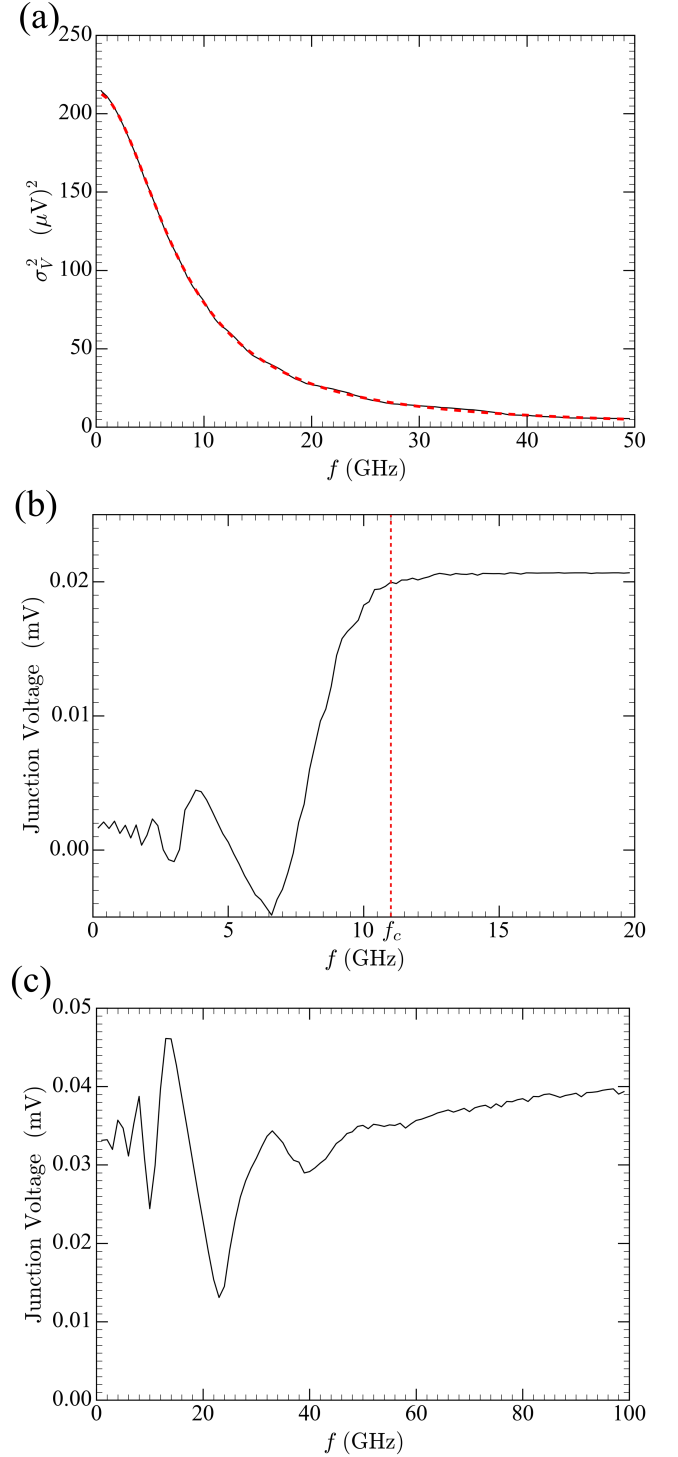 (a)
250
200
150
100
50
0
σ_V^2 (μV)^2
0 10 20 30 40 50
f (GHz)
(b)
0.02
0.01
0.00
Junction Voltage (mV)
0 5 10 f_c 15 20
f (GHz)
(c)
0.05
0.04
0.03
0.02
0.01
0.00
Junction Voltage (mV)
0 20 40 60 80 100
f (GHz)